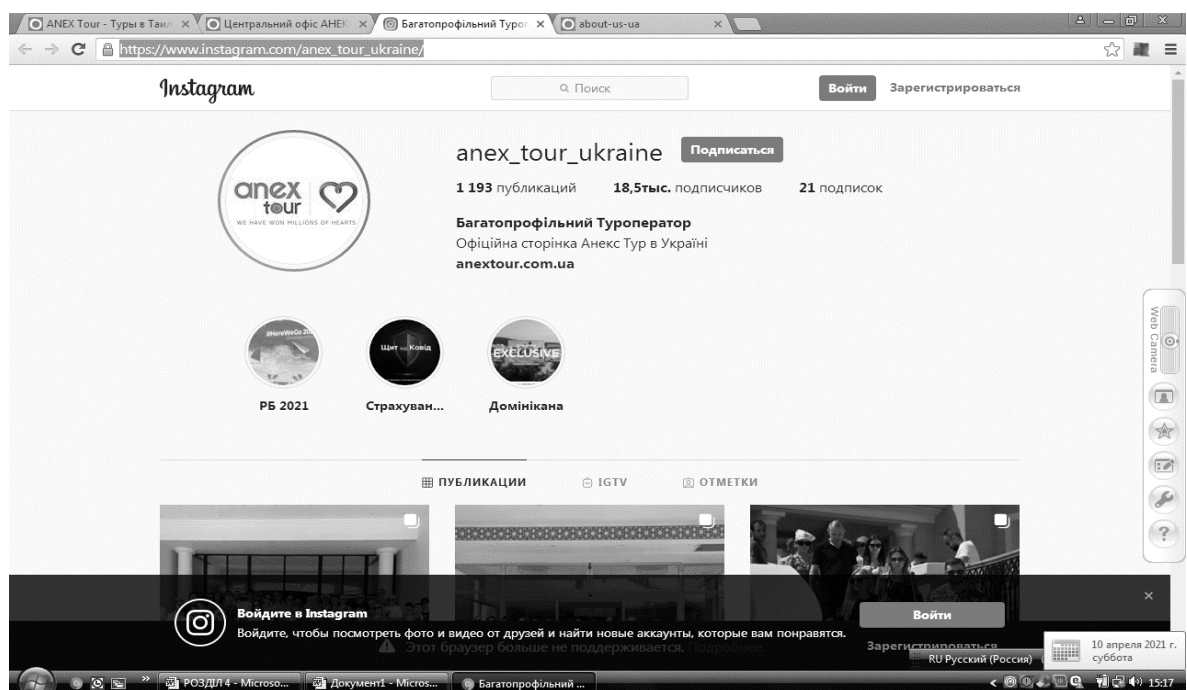 ANEX Tour - Туры в Таил
Центральний офіс АНЕК
Багатопрофільний Турог
about-us-ua
https://www.instagram.com/anex_tour_ukraine/
Instagram
Поиск
Войти
Зарегистрироваться
anex_tour_ukraine
Подписаться
1 193 публикаций 18,5тыс. подписчиков 21 подписок
Багатопрофільний Туроператор
Офіційна сторінка Анекс Тур в Україні
anextour.com.ua
anex
tour
WE HAVE WON MILLIONS OF HEARTS
#HereWeGo 20
Щит Ковід
EXCLUSIVE
РБ 2021
Страхуван...
Домінікана
Web Camera
ПУБЛИКАЦИИ
IGTV
ОТМЕТКИ
Войдите в Instagram
Войдите, чтобы посмотреть фото и видео от друзей и найти новые аккаунты, которые вам понравятся.
Войти
Зарегистрироваться
Этот браузер больше не поддерживается. Подробнее
RU Русский (Россия)
10 апреля 2021 г.
суббота
РОЗДІЛ 4 - Microso...
Документ1 - Micros...
Багатопрофільний ...
15:17